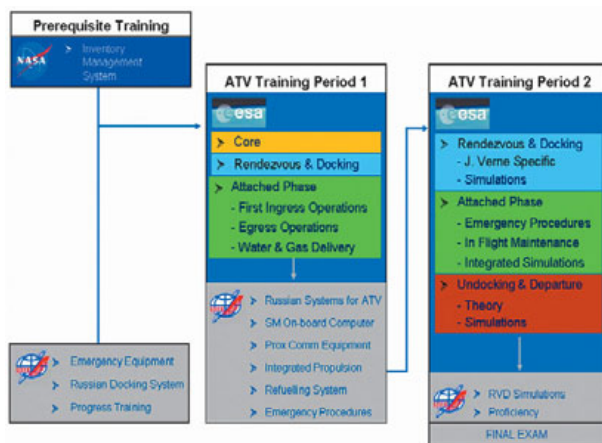 Prerequisite Training
NASA
Inventory
Management
System
Emergency Equipment
Russian Docking System
Progress Training
ATV Training Period 1
esa
Core
Rendezvous & Docking
Attached Phase
- First Ingress Operations
- Egress Operations
- Water & Gas Delivery
Russian Systems for ATV
SM On-board Computer
Prox Comm Equipment
Integrated Propulsion
Refuelling System
Emergency Procedures
ATV Training Period 2
esa
Rendezvous & Docking
- J. Verne Specific
- Simulations
Attached Phase
- Emergency Procedures
- In Flight Maintenance
- Integrated Simulations
Undocking & Departure
- Theory
- Simulations
RVD Simulations
Proficiency
FINAL EXAM